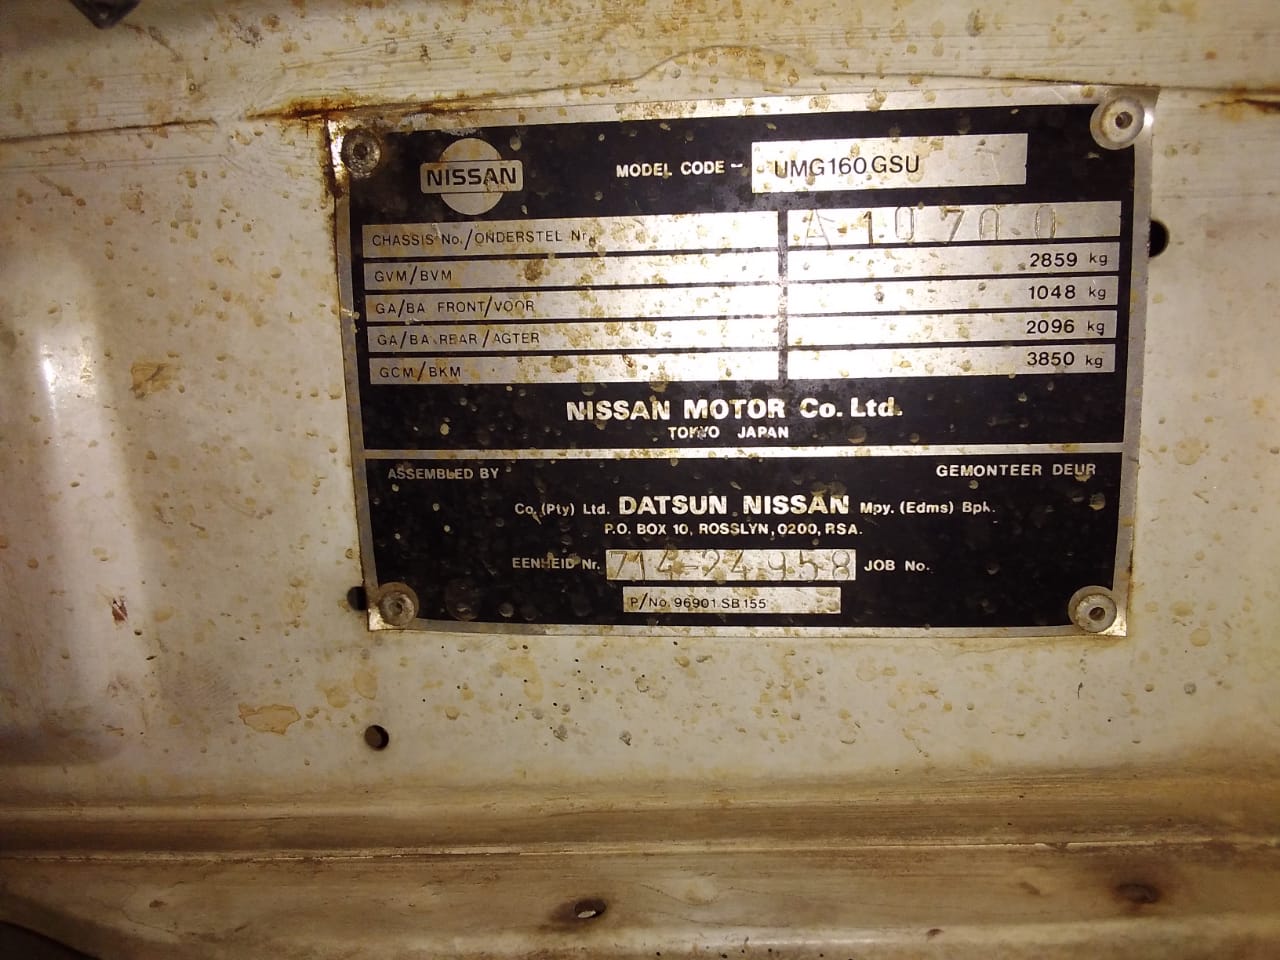 NISSAN MODEL CODE - UMG160GSU
CHASSIS No./ONDERSTEL Nr. A-10700
GVM/BVM 2859 kg
GA/BA FRONT/VOOR 1048 kg
GA/BA REAR/AGTER 2096 kg
GCM/BKM 3850 kg
NISSAN MOTOR Co. Ltd.
TOKYO JAPAN
ASSEMBLED BY GEMONTEER DEUR
Co. (Pty) Ltd. DATSUN NISSAN Mpy. (Edms) Bpk.
P.O. BOX 10, ROSSLYN, 0200, RSA.
EENHEID Nr. 714-24958 JOB No.
P/No. 96901 SB155